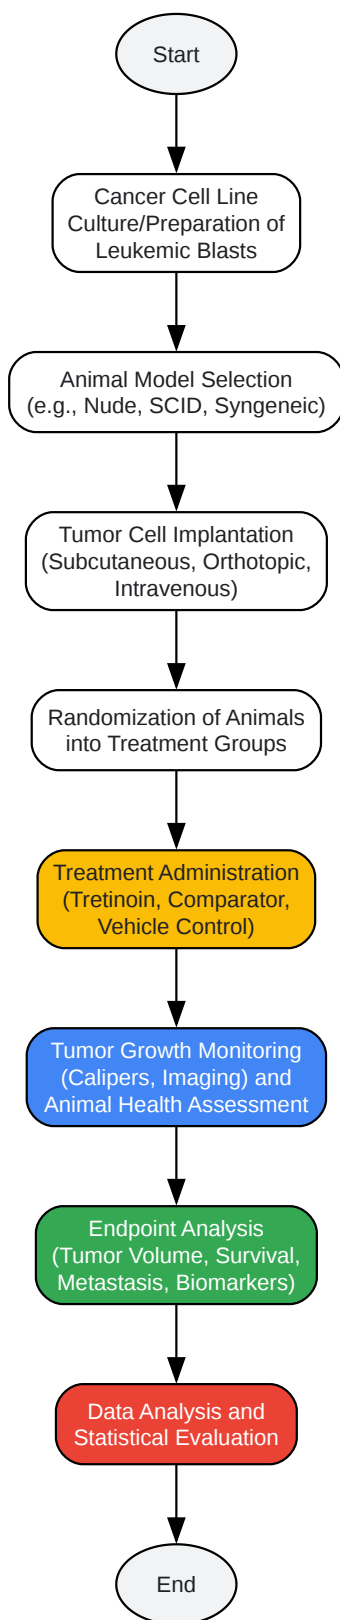 Start
Cancer Cell Line
Culture/Preparation of
Leukemic Blasts
Animal Model Selection
(e.g., Nude, SCID, Syngeneic)
Tumor Cell Implantation
(Subcutaneous, Orthotopic,
Intravenous)
Randomization of Animals
into Treatment Groups
Treatment Administration
(Tretinoin, Comparator,
Vehicle Control)
Tumor Growth Monitoring
(Calipers, Imaging) and
Animal Health Assessment
Endpoint Analysis
(Tumor Volume, Survival,
Metastasis, Biomarkers)
Data Analysis and
Statistical Evaluation
End